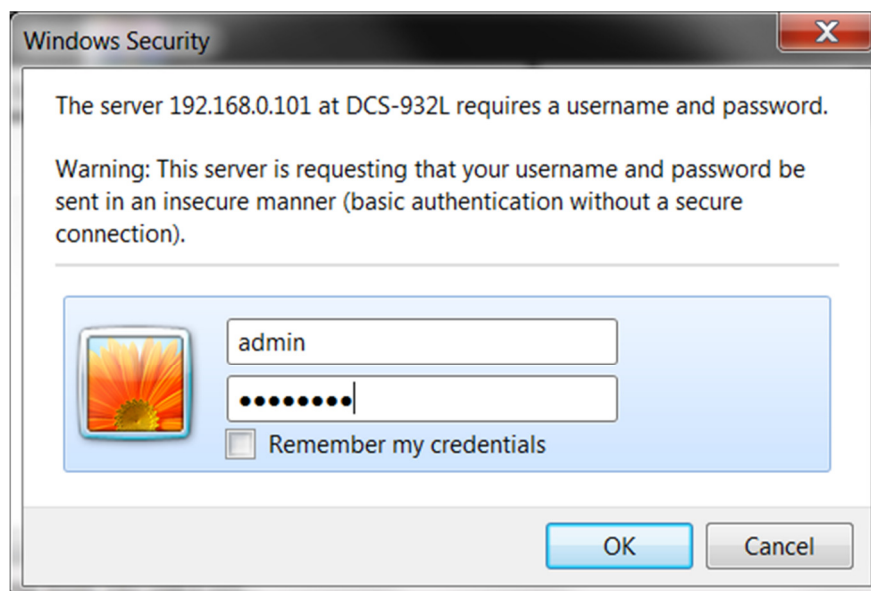 Windows Security
The server 192.168.0.101 at DCS-932L requires a username and password.
Warning: This server is requesting that your username and password be
sent in an insecure manner (basic authentication without a secure
connection).
admin
••••••••
Remember my credentials
OK
Cancel